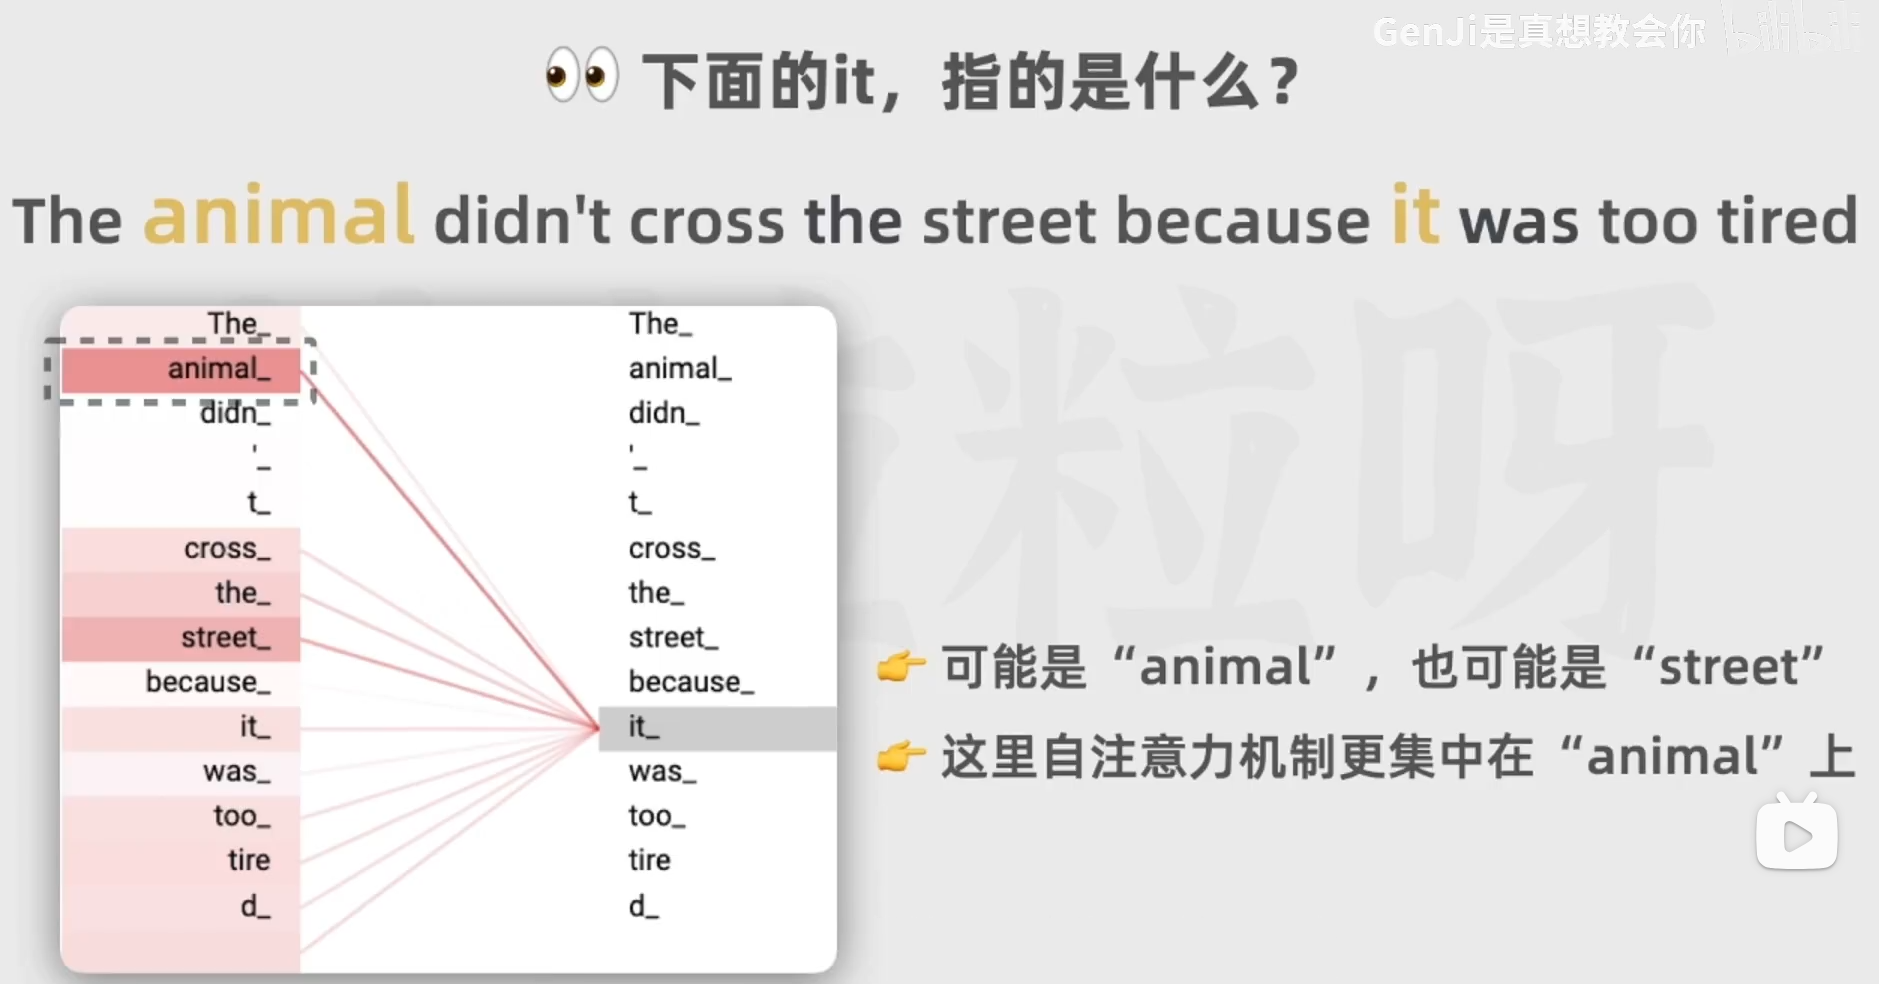 GenJi是真想教会你 bilibili
下面的it，指的是什么？
The animal didn't cross the street because it was too tired
The_ The_
animal_ animal_
didn_ didn_
'_ '_
t_ t_
cross_ cross_
the_ the_
street_ street_
because_ because_
it_ it_
was_ was_
too_ too_
tire tire
d_ d_
可能是“animal”，也可能是“street”
这里自注意力机制更集中在“animal”上
粒呀